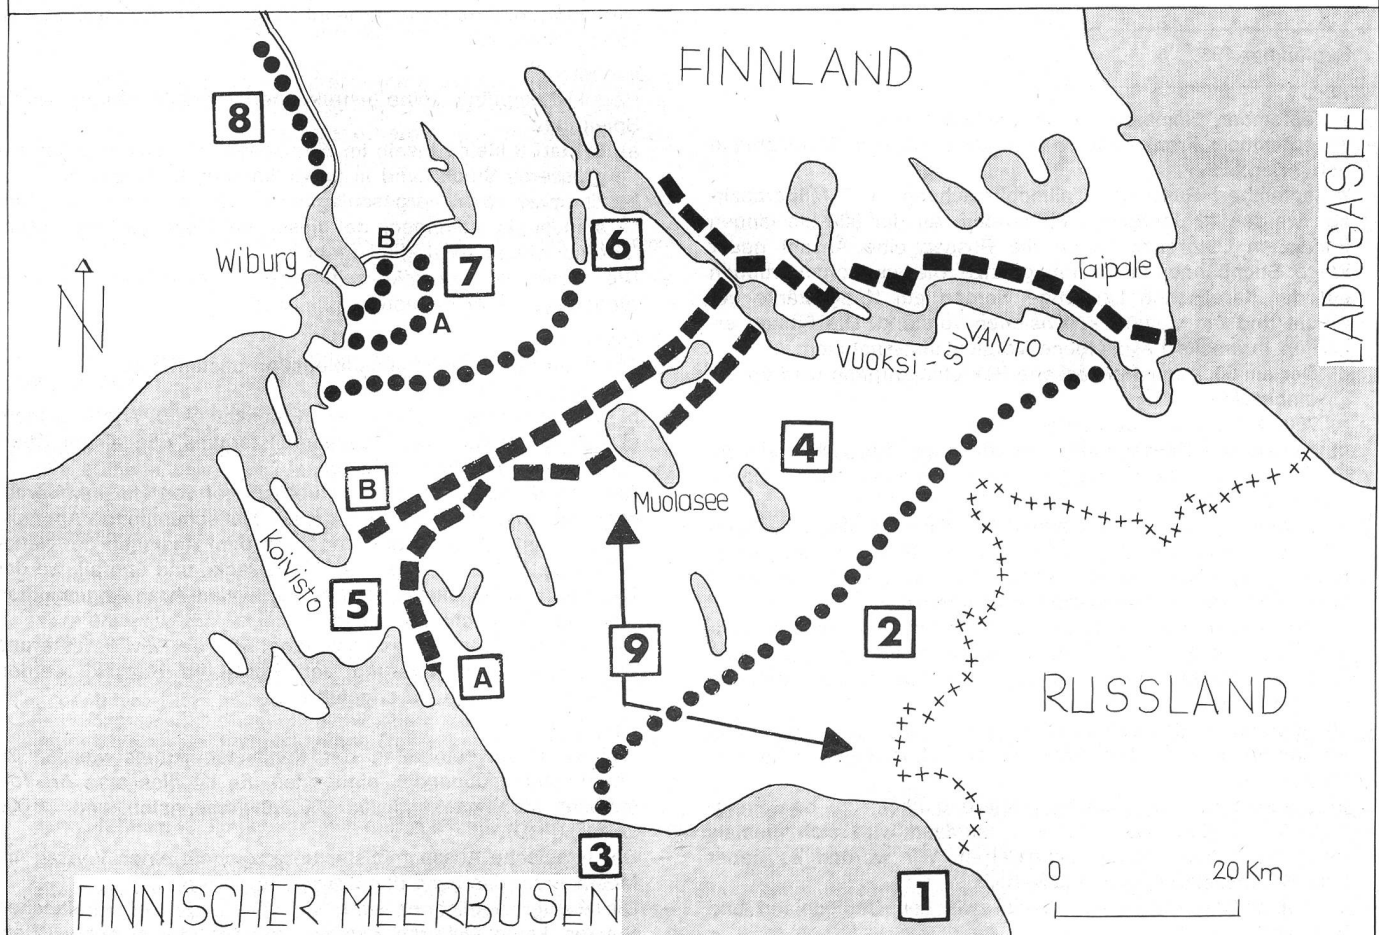 FINNLAND
8
LADOGASEE
B
6
Wiburg
7
Taipale
N
A
Vuoksi
SUVANTO
4
B
Muolasee
Koivisto
5
2
9
A
RUSSLAND
3
0 20 Km
1
FINNISCHER MEERBUSEN